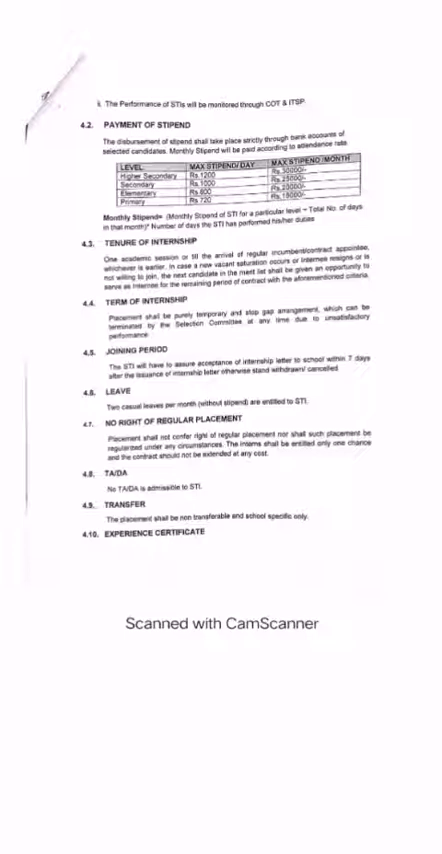 ii. The Performance of STIs will be monitored through COT & ITSP.
4.2. PAYMENT OF STIPEND
The disbursement of stipend shall take place strictly through bank accounts of
selected candidates. Monthly Stipend will be paid according to attendance rate.
LEVEL MAX STIPEND/ DAY MAX STIPEND /MONTH
Higher Secondary Rs.1200 Rs.30000/-
Secondary Rs.1000 Rs.25000/-
Elementary Rs.800 Rs.20000/-
Primary Rs.720 Rs.18000/-
Monthly Stipend= (Monthly Stipend of STI for a particular level ÷ Total No. of days
in that month)* Number of days the STI has performed his/her duties
4.3. TENURE OF INTERNSHIP
One academic session or till the arrival of regular incumbent/contract appointee,
whichever is earlier. In case a new vacant saturation occurs or Internee resigns or is
not willing to join, the next candidate in the merit list shall be given an opportunity to
serve as Internee for the remaining period of contract with the aforementioned criteria.
4.4. TERM OF INTERNSHIP
Placement shall be purely temporary and stop gap arrangement, which can be
terminated by the Selection Committee at any time due to unsatisfactory
performance.
4.5. JOINING PERIOD
The STI will have to assure acceptance of internship letter to school within 7 days
after the issuance of internship letter otherwise stand withdrawn/ cancelled.
4.6. LEAVE
Two casual leaves per month (without stipend) are entitled to STI.
4.7. NO RIGHT OF REGULAR PLACEMENT
Placement shall not confer right of regular placement nor shall such placement be
regularized under any circumstances. The interns shall be entitled only one chance
and the contract should not be extended at any cost.
4.8. TA/DA
No TA/DA is admissible to STI.
4.9. TRANSFER
The placement shall be non transferable and school specific only.
4.10. EXPERIENCE CERTIFICATE
Scanned with CamScanner